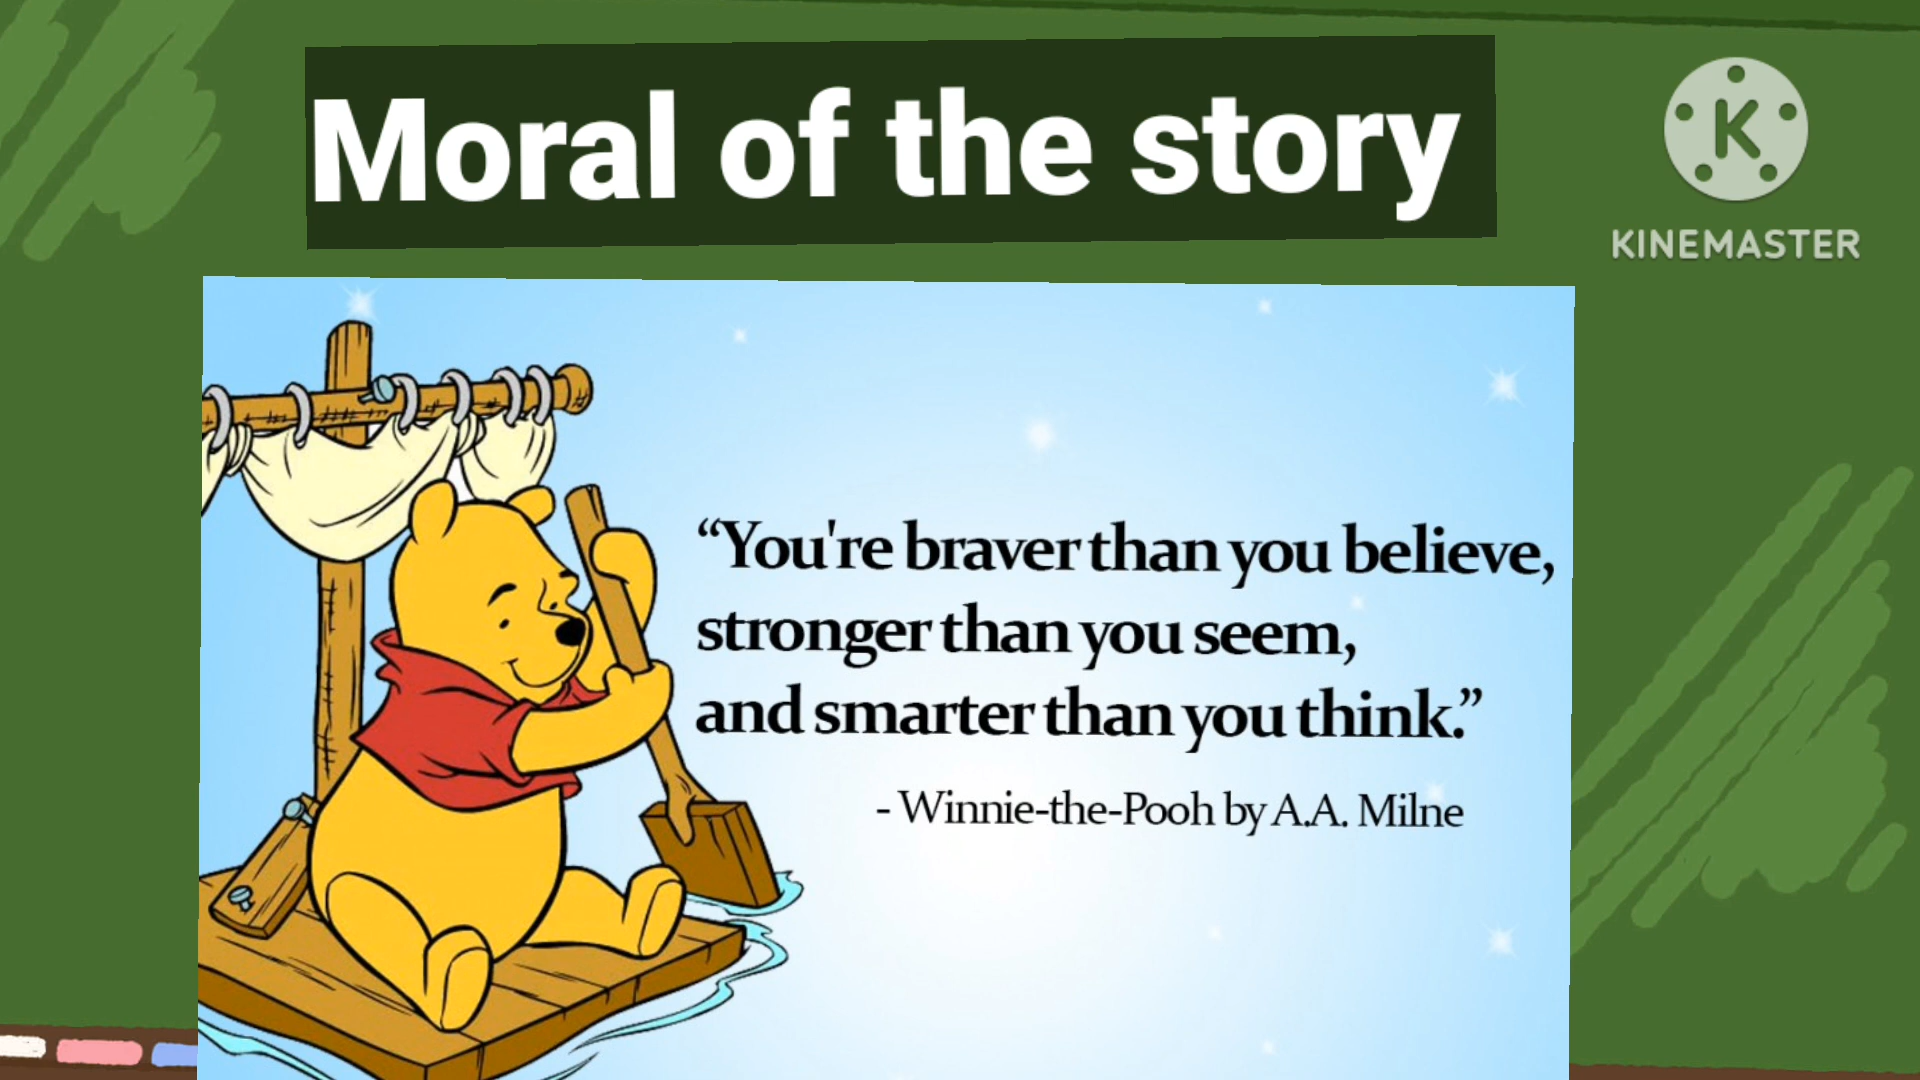 Moral of the story
K
KINEMASTER
“You're braver than you believe,
stronger than you seem,
and smarter than you think.”
- Winnie-the-Pooh by A.A. Milne